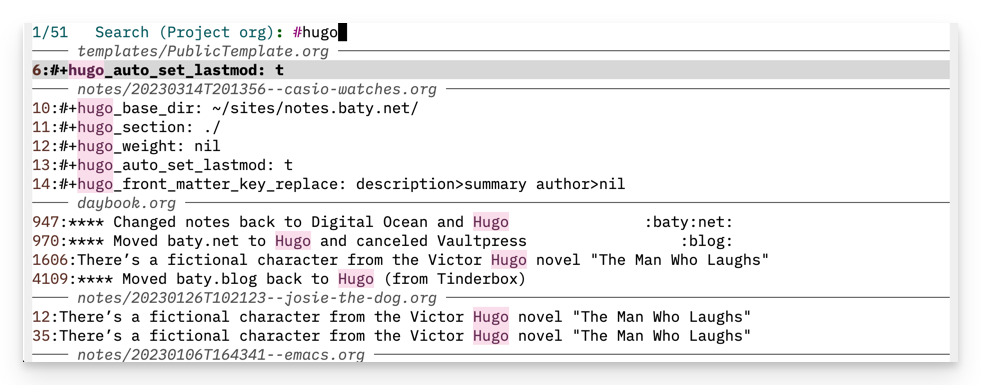 1/51 Search (Project org): #hugo
templates/PublicTemplate.org
6:#+hugo_auto_set_lastmod: t
notes/20230314T201356--casio-watches.org
10:#+hugo_base_dir: ~/sites/notes.baty.net/
11:#+hugo_section: ./
12:#+hugo_weight: nil
13:#+hugo_auto_set_lastmod: t
14:#+hugo_front_matter_key_replace: description>summary author>nil
daybook.org
947:**** Changed notes back to Digital Ocean and Hugo :baty:net:
970:**** Moved baty.net to Hugo and canceled Vaultpress :blog:
1606:There’s a fictional character from the Victor Hugo novel "The Man Who Laughs"
4109:**** Moved baty.blog back to Hugo (from Tinderbox)
notes/20230126T102123--josie-the-dog.org
12:There’s a fictional character from the Victor Hugo novel "The Man Who Laughs"
35:There’s a fictional character from the Victor Hugo novel "The Man Who Laughs"
notes/20230106T164341--emacs.org